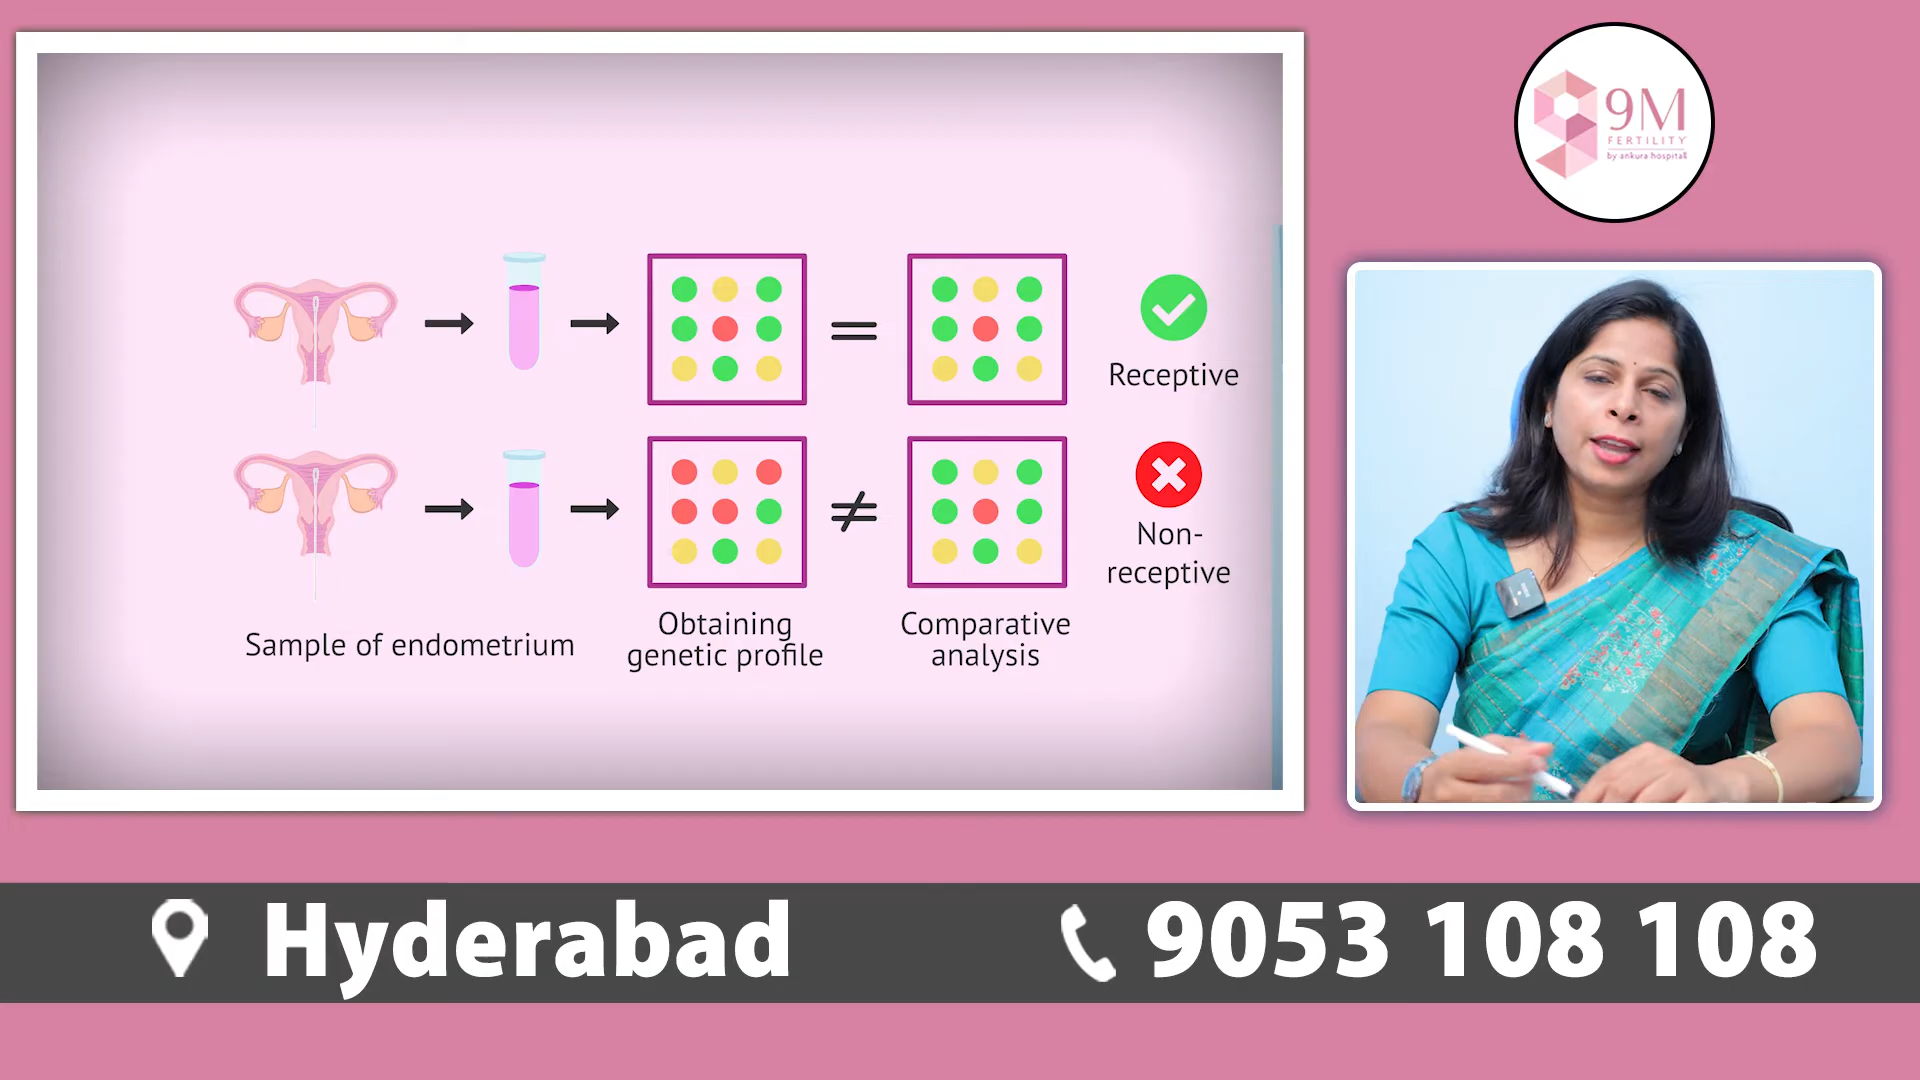 9M
FERTILITY
by ankura hospitals
Receptive
Non-
receptive
Sample of endometrium
Obtaining
genetic profile
Comparative
analysis
Hyderabad
9053 108 108